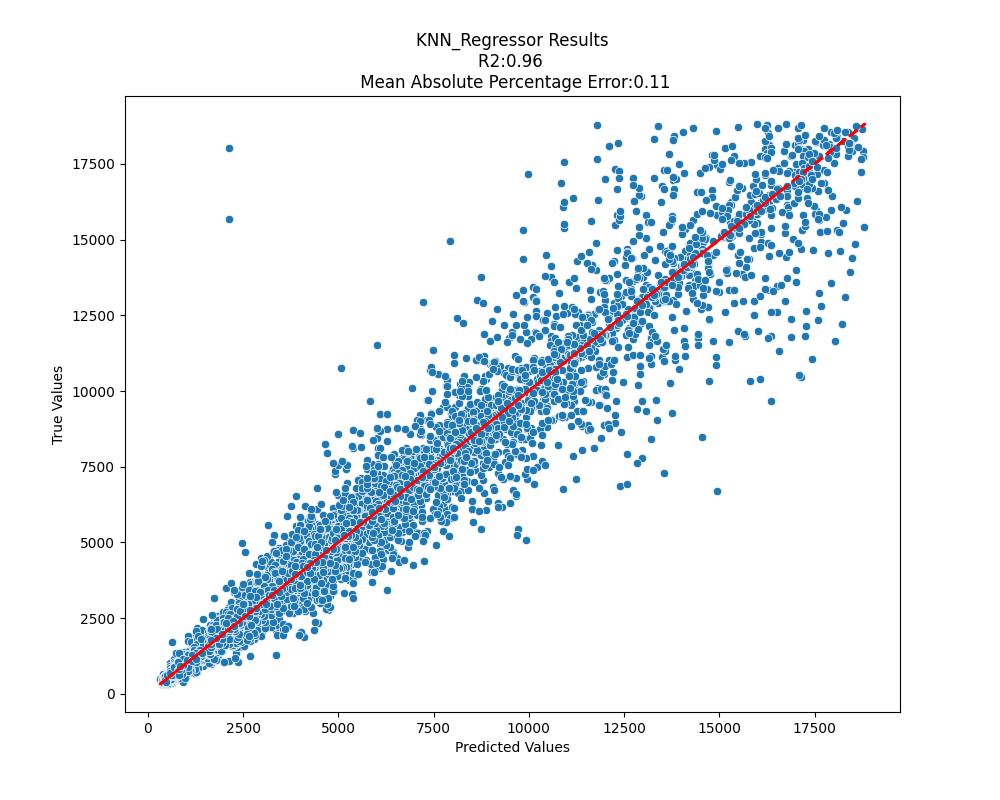 KNN_Regressor Results
R2:0.96
Mean Absolute Percentage Error:0.11
True Values
17500
15000
12500
10000
7500
5000
2500
0
0 2500 5000 7500 10000 12500 15000 17500
Predicted Values